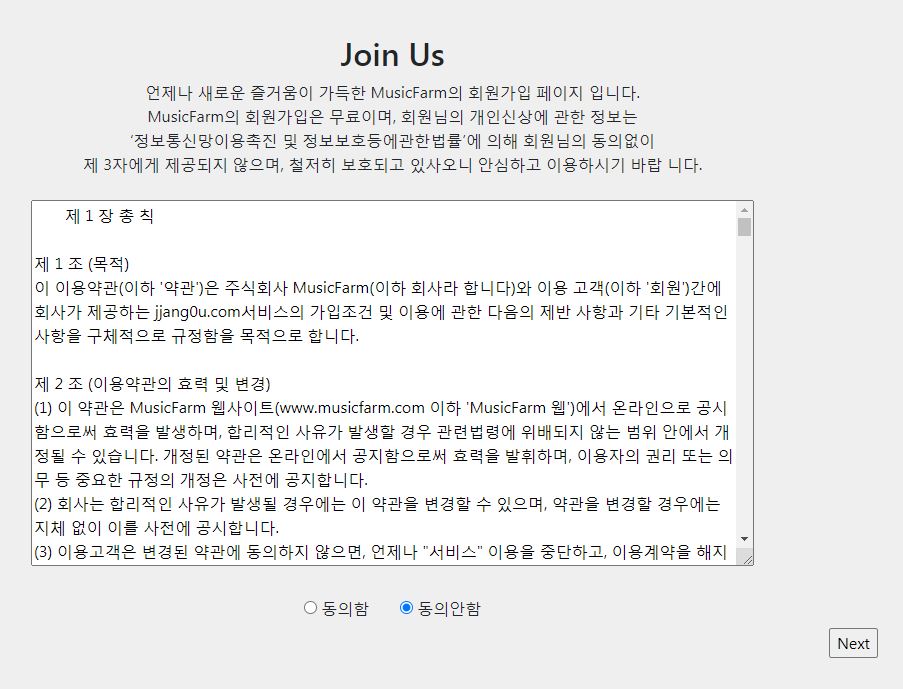 Join Us
언제나 새로운 즐거움이 가득한 MusicFarm의 회원가입 페이지 입니다.
MusicFarm의 회원가입은 무료이며, 회원님의 개인신상에 관한 정보는
'정보통신망이용촉진 및 정보보호등에관한법률'에 의해 회원님의 동의없이
제 3자에게 제공되지 않으며, 철저히 보호되고 있사오니 안심하고 이용하시기 바랍 니다.
제 1 장 총 칙
제 1 조 (목적)
이 이용약관(이하 '약관')은 주식회사 MusicFarm(이하 회사라 합니다)와 이용 고객(이하 '회원')간에
회사가 제공하는 jjang0u.com서비스의 가입조건 및 이용에 관한 다음의 제반 사항과 기타 기본적인
사항을 구체적으로 규정함을 목적으로 합니다.
제 2 조 (이용약관의 효력 및 변경)
(1) 이 약관은 MusicFarm 웹사이트(www.musicfarm.com 이하 'MusicFarm 웹')에서 온라인으로 공시
함으로써 효력을 발생하며, 합리적인 사유가 발생할 경우 관련법령에 위배되지 않는 범위 안에서 개
정될 수 있습니다. 개정된 약관은 온라인에서 공지함으로써 효력을 발휘하며, 이용자의 권리 또는 의
무 등 중요한 규정의 개정은 사전에 공지합니다.
(2) 회사는 합리적인 사유가 발생될 경우에는 이 약관을 변경할 수 있으며, 약관을 변경할 경우에는
지체 없이 이를 사전에 공시합니다.
(3) 이용고객은 변경된 약관에 동의하지 않으면, 언제나 "서비스" 이용을 중단하고, 이용계약을 해지
동의함 동의안함
Next